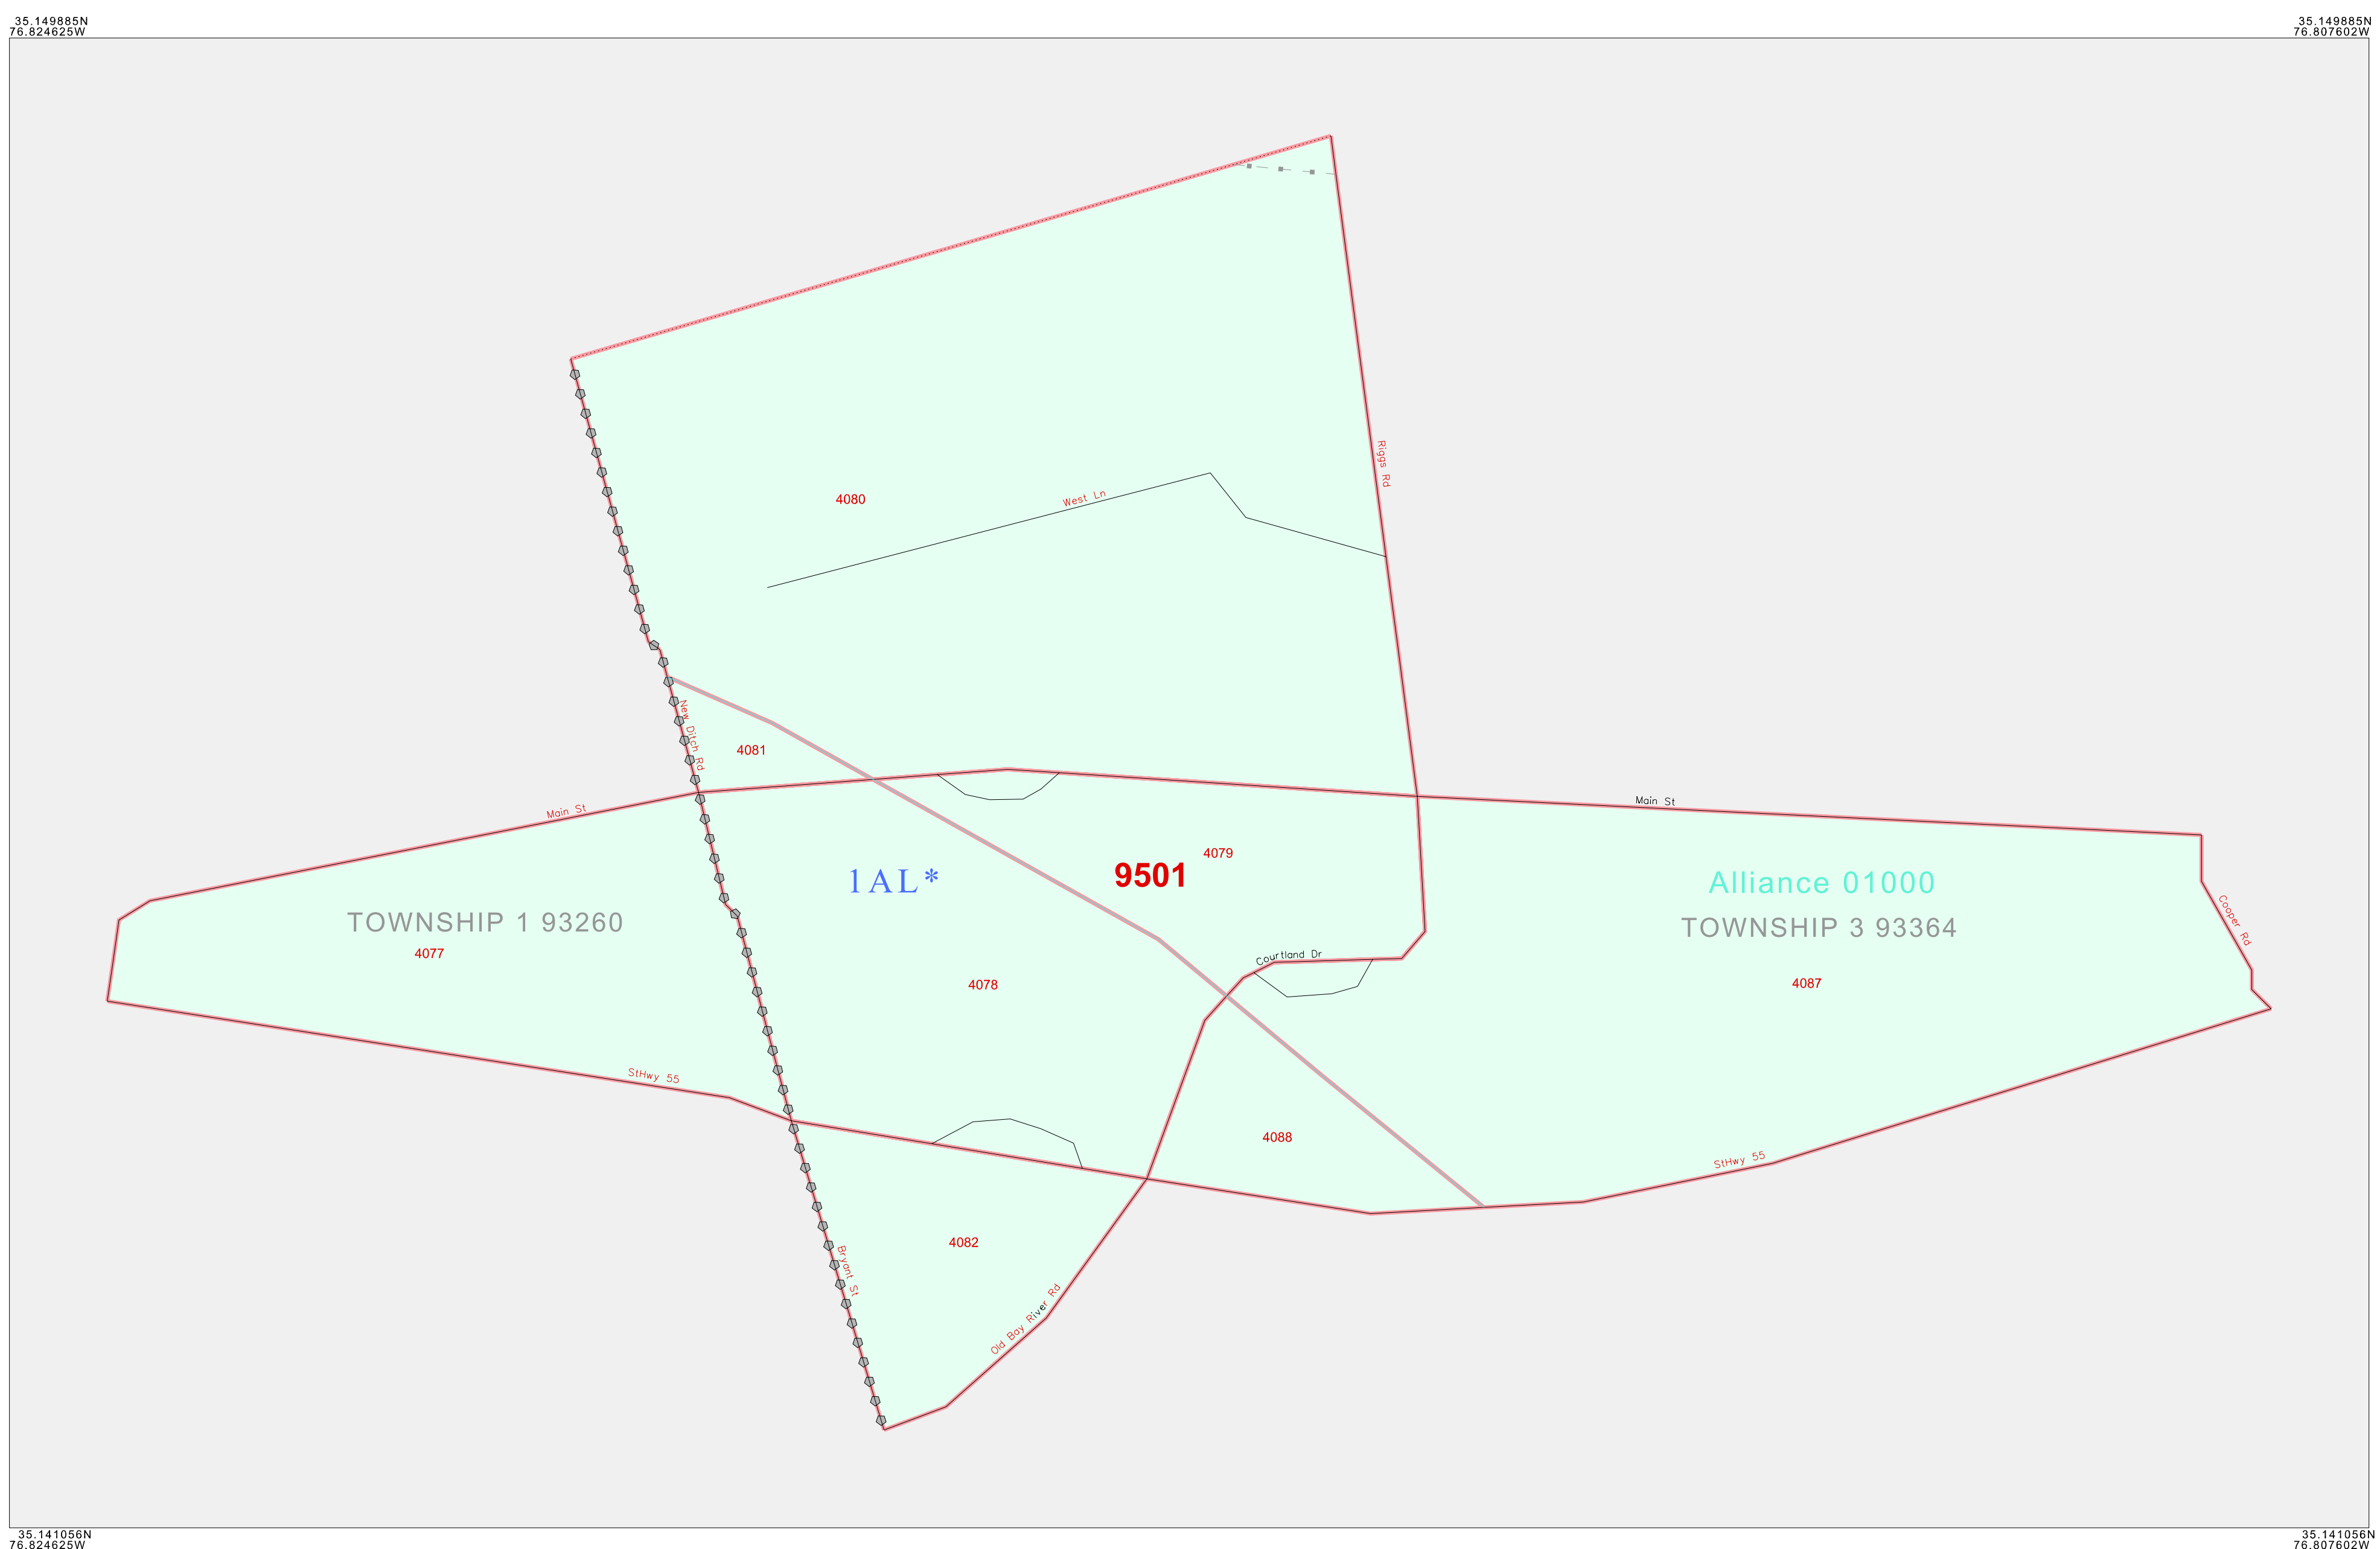 35.149885N
76.824625W
35.149885N
76.807602W
Riggs Rd
4080
West Ln
New Ditch Rd
4081
Main St
Main St
4079
9501
1AL*
Alliance 01000
TOWNSHIP 1 93260
TOWNSHIP 3 93364
Cooper Rd
4077
Courtland Dr
4078
4087
StHwy 55
4088
StHwy 55
4082
Bryant St
Old Bay River Rd
35.141056N
76.824625W
35.141056N
76.807602W